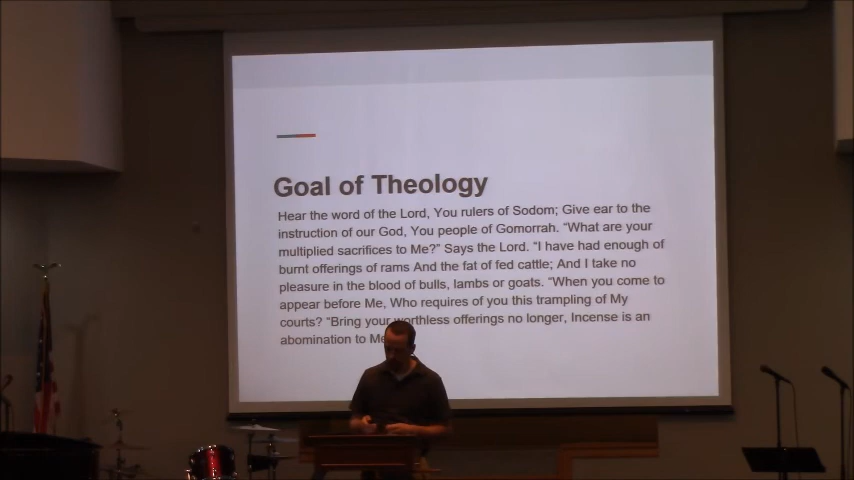 Goal of Theology
Hear the word of the Lord, You rulers of Sodom; Give ear to the
instruction of our God, You people of Gomorrah. “What are your
multiplied sacrifices to Me?” Says the Lord. “I have had enough of
burnt offerings of rams And the fat of fed cattle; And I take no
pleasure in the blood of bulls, lambs or goats. “When you come to
appear before Me, Who requires of you this trampling of My
courts? “Bring your worthless offerings no longer, Incense is an
abomination to Me